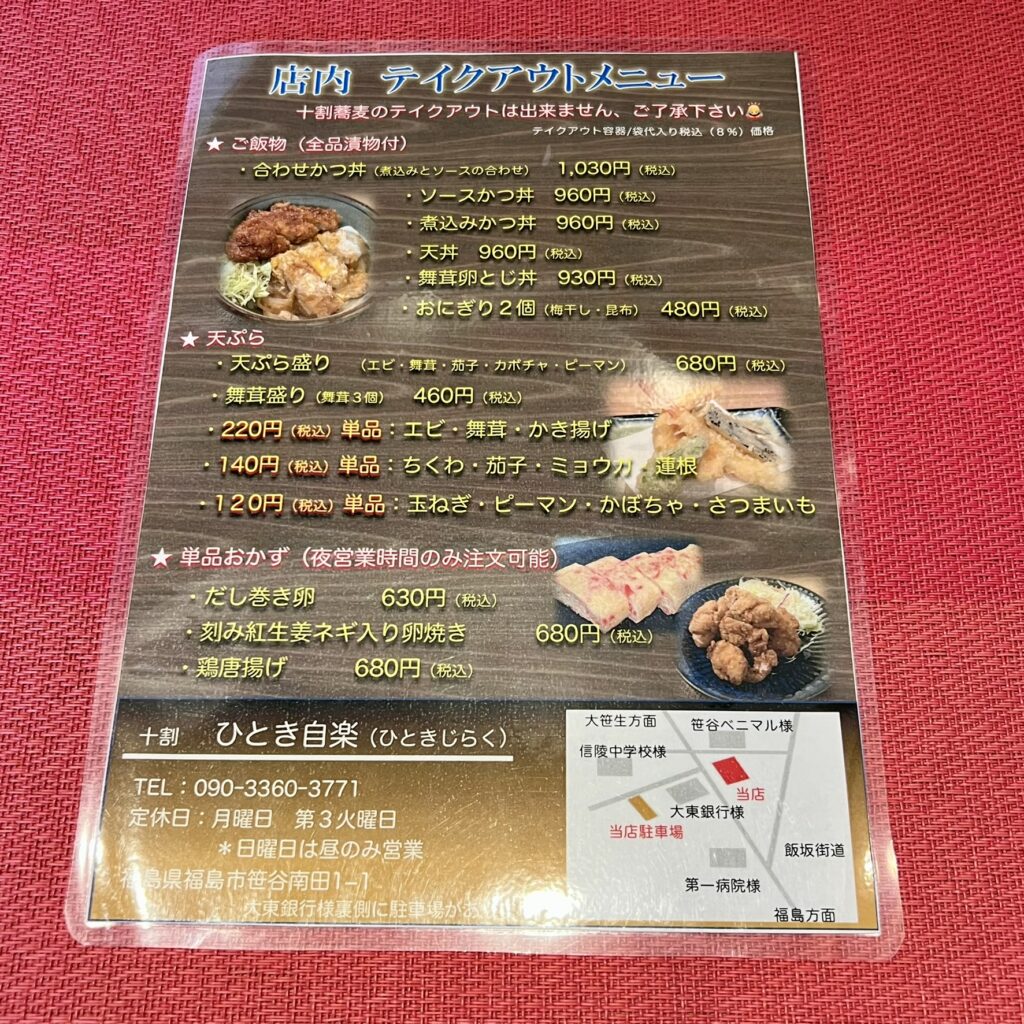 店内 テイクアウトメニュー
十割蕎麦のテイクアウトは出来ません、ご了承下さい
テイクアウト容器/袋代入り税込（8％）価格
★ ご飯物（全品漬物付）
・合わせかつ丼（煮込みとソースの合わせ） 1,030円（税込）
・ソースかつ丼 960円（税込）
・煮込みかつ丼 960円（税込）
・天丼 960円（税込）
・舞茸卵とじ丼 930円（税込）
・おにぎり２個（梅干し・昆布） 480円（税込）
★ 天ぷら
・天ぷら盛り （エビ・舞茸・茄子・カボチャ・ピーマン） 680円（税込）
・舞茸盛り（舞茸３個） 460円（税込）
・220円（税込）単品：エビ・舞茸・かき揚げ
・140円（税込）単品：ちくわ・茄子・ミョウガ・蓮根
・１２０円（税込）単品：玉ねぎ・ピーマン・かぼちゃ・さつまいも
★ 単品おかず（夜営業時間のみ注文可能）
・だし巻き卵 630円（税込）
・刻み紅生姜ネギ入り卵焼き 680円（税込）
・鶏唐揚げ 680円（税込）
十割 ひとき自楽（ひときじらく）
TEL：090-3360-3771
定休日：月曜日 第３火曜日
＊日曜日は昼のみ営業
福島県福島市笹谷南田1−1
大東銀行様裏側に駐車場があ
大笹生方面
笹谷ベニマル様
信陵中学校様
当店
大東銀行様
当店駐車場
飯坂街道
第一病院様
福島方面